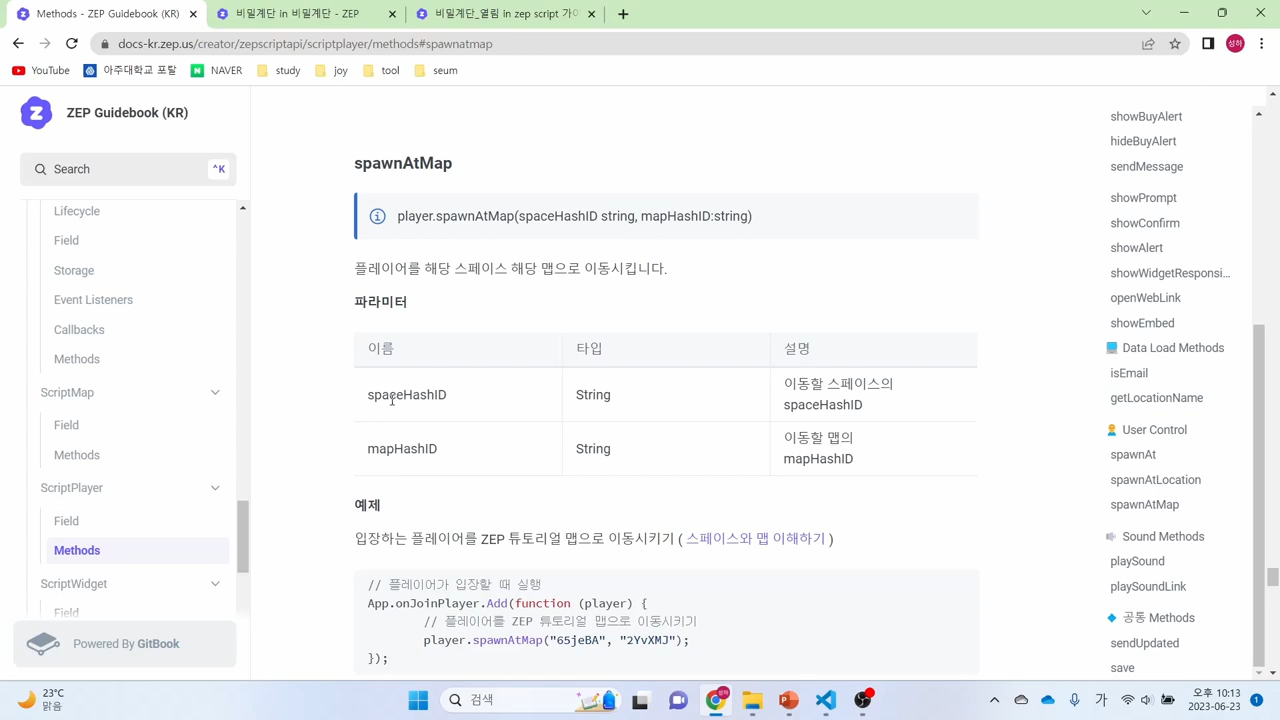 Methods - ZEP Guidebook (KR)
비밀계단 in 비밀계단 - ZEP
비밀계단_열림 in zep script 가이
docs-kr.zep.us/creator/zepscriptapi/scriptplayer/methods#spawnatmap
성하
YouTube
아주대학교 포탈
NAVER
study
joy
tool
seum
ZEP Guidebook (KR)
Search
^K
Lifecycle
Field
Storage
Event Listeners
Callbacks
Methods
ScriptMap
Field
Methods
ScriptPlayer
Field
Methods
ScriptWidget
Field
Powered By GitBook
spawnAtMap
player.spawnAtMap(spaceHashID string, mapHashID:string)
플레이어를 해당 스페이스 해당 맵으로 이동시킵니다.
파라미터
이름 타입 설명
spaceHashID String 이동할 스페이스의
spaceHashID
mapHashID String 이동할 맵의
mapHashID
예제
입장하는 플레이어를 ZEP 튜토리얼 맵으로 이동시키기 ( 스페이스와 맵 이해하기 )
// 플레이어가 입장할 때 실행
App.onJoinPlayer.Add(function (player) {
// 플레이어를 ZEP 튜토리얼 맵으로 이동시키기
player.spawnAtMap("65jeBA", "2YvXMJ");
});
showBuyAlert
hideBuyAlert
sendMessage
showPrompt
showConfirm
showAlert
showWidgetResponsi...
openWebLink
showEmbed
Data Load Methods
isEmail
getLocationName
User Control
spawnAt
spawnAtLocation
spawnAtMap
Sound Methods
playSound
playSoundLink
공통 Methods
sendUpdated
save
23°C
맑음
검색
가
오후 10:13
2023-06-23
1